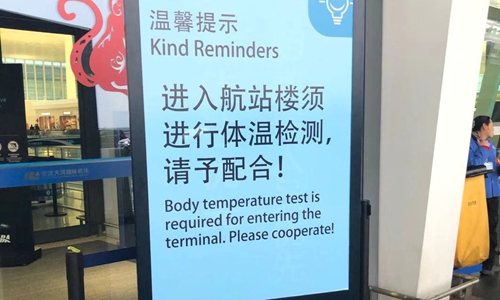 温馨提示
Kind Reminders
进入航站楼须
进行体温检测，
请予配合！
Body temperature test is
required for entering the
terminal. Please cooperate!